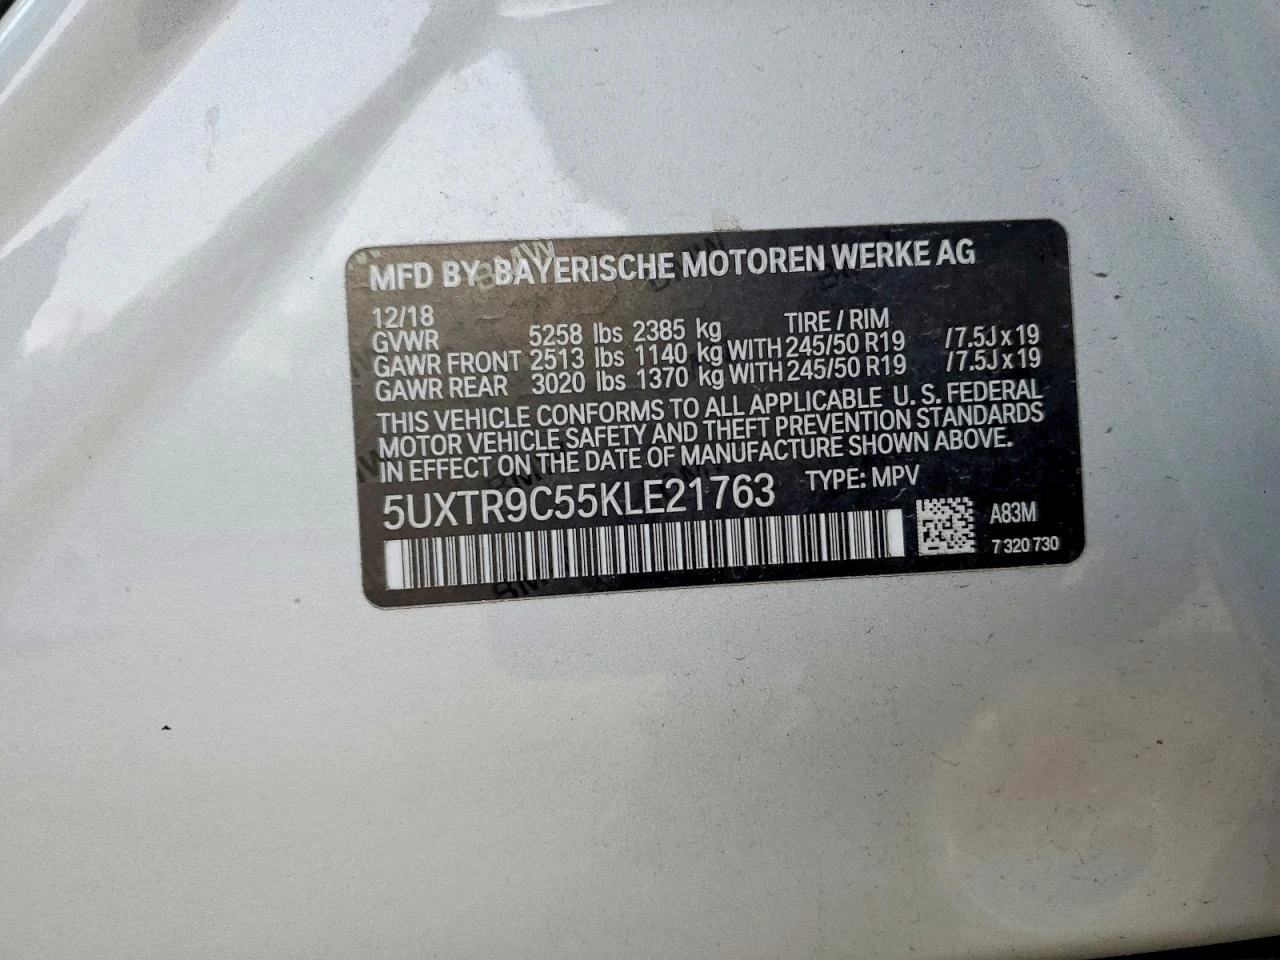 MFD BY BAYERISCHE MOTOREN WERKE AG
12/18
TIRE / RIM
GVWR 5258 lbs 2385 kg
GAWR FRONT 2513 lbs 1140 kg WITH 245/50 R19 /7.5J x 19
GAWR REAR 3020 lbs 1370 kg WITH 245/50 R19 /7.5J x 19
THIS VEHICLE CONFORMS TO ALL APPLICABLE U. S. FEDERAL
MOTOR VEHICLE SAFETY AND THEFT PREVENTION STANDARDS
IN EFFECT ON THE DATE OF MANUFACTURE SHOWN ABOVE.
5UXTR9C55KLE21763 TYPE: MPV
A83M
7 320 730